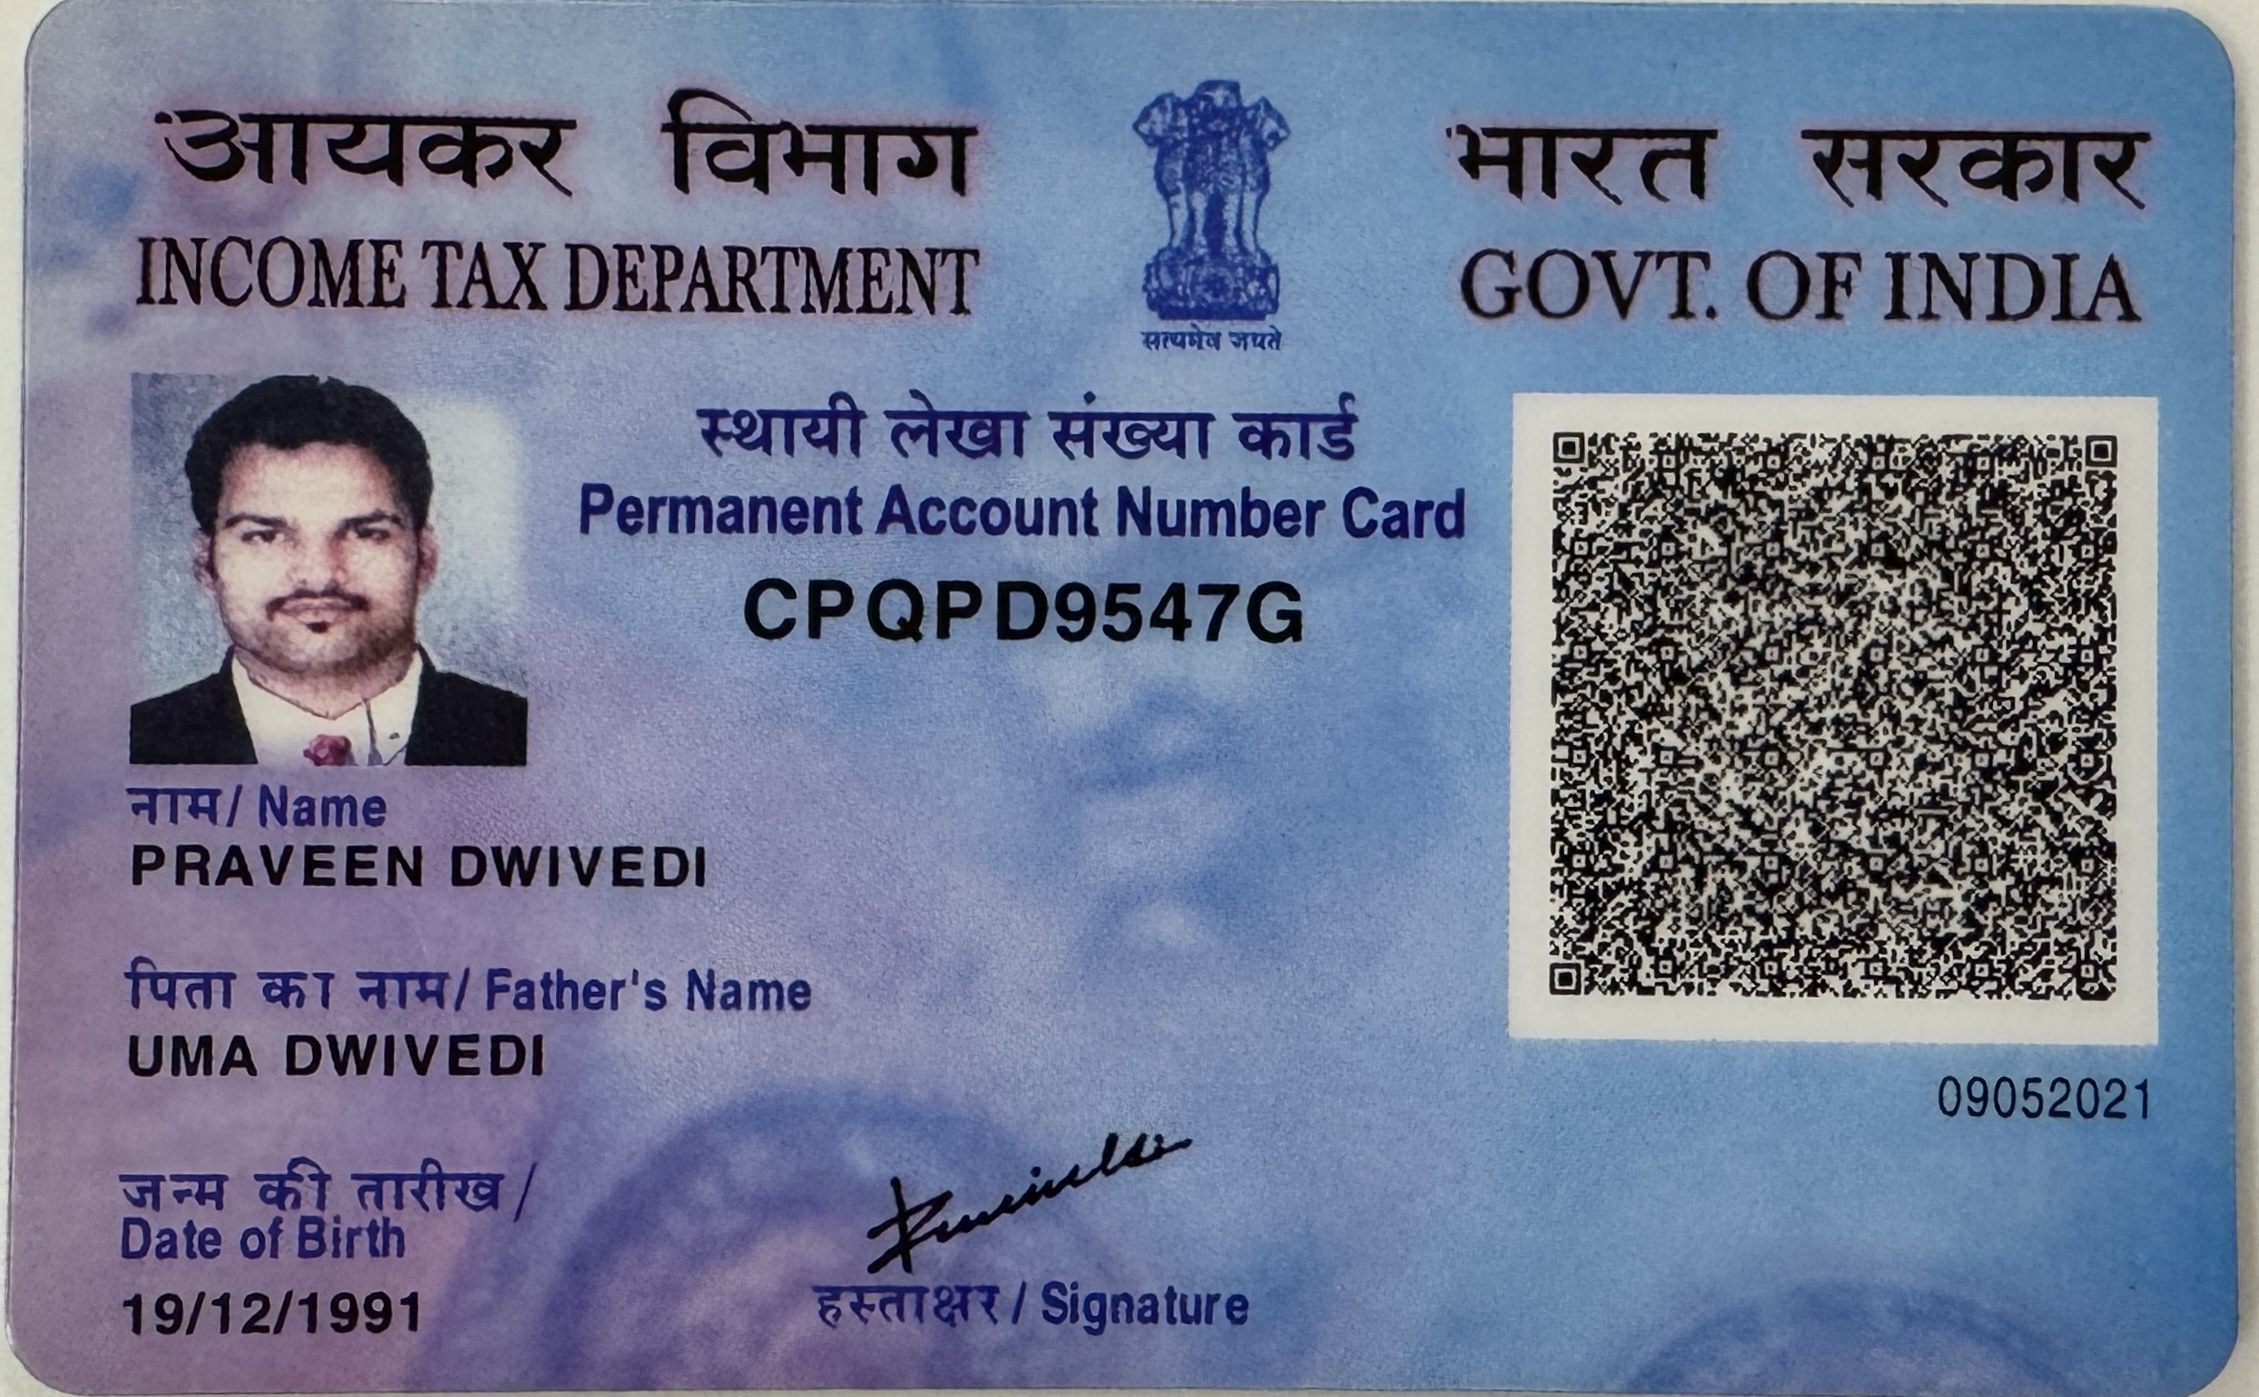 आयकर विभाग
INCOME TAX DEPARTMENT
सत्यमेव जयते
भारत सरकार
GOVT. OF INDIA
स्थायी लेखा संख्या कार्ड
Permanent Account Number Card
CPQPD9547G
नाम/ Name
PRAVEEN DWIVEDI
पिता का नाम/ Father's Name
UMA DWIVEDI
09052021
जन्म की तारीख/
Date of Birth
19/12/1991
हस्ताक्षर / Signature